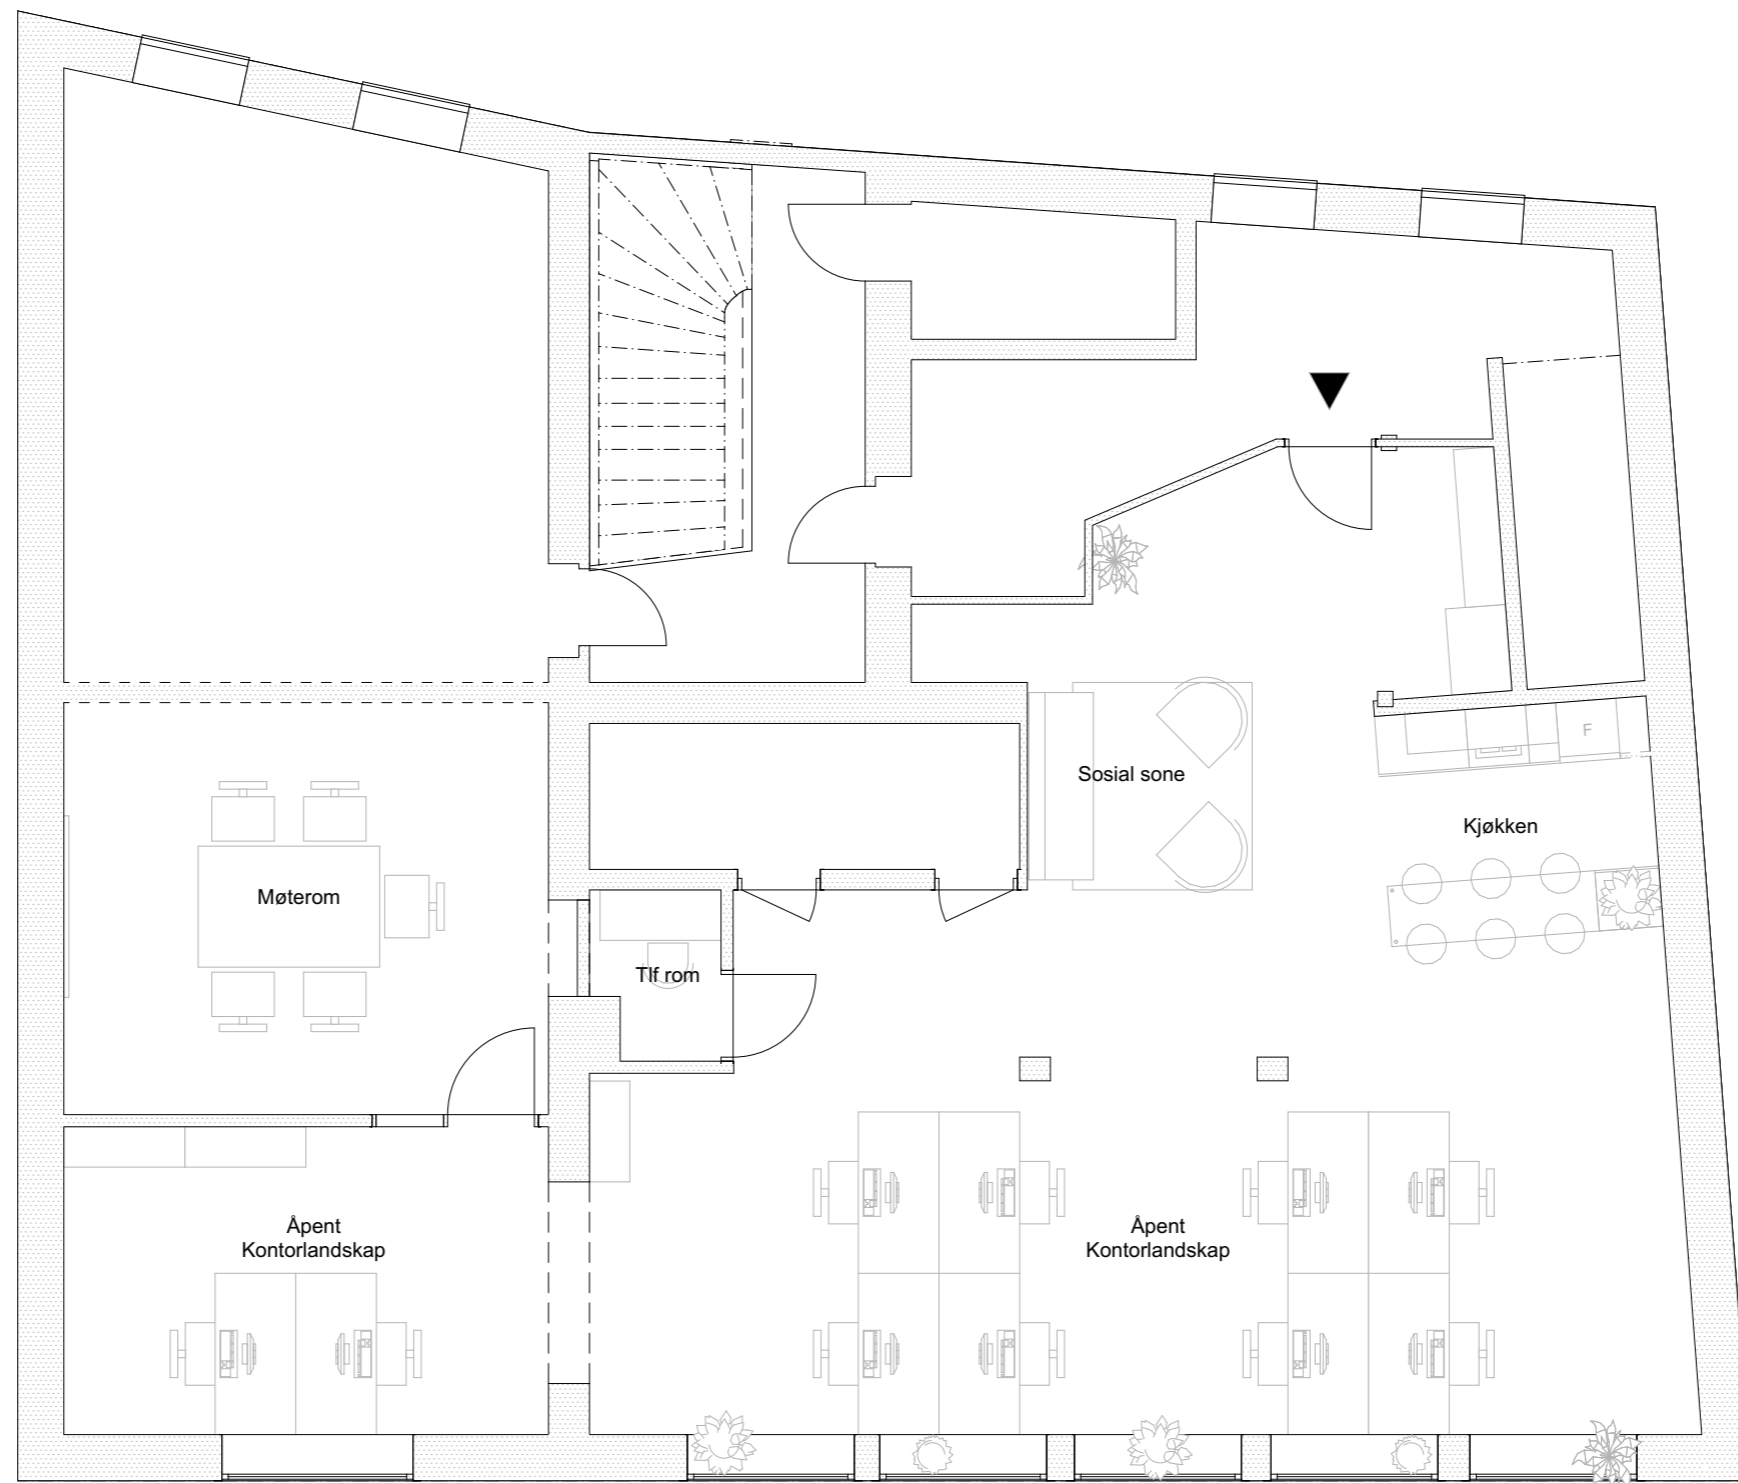 F
Sosial sone
Kjøkken
Møterom
Tlf rom
Åpent
Kontorlandskap
Åpent
Kontorlandskap